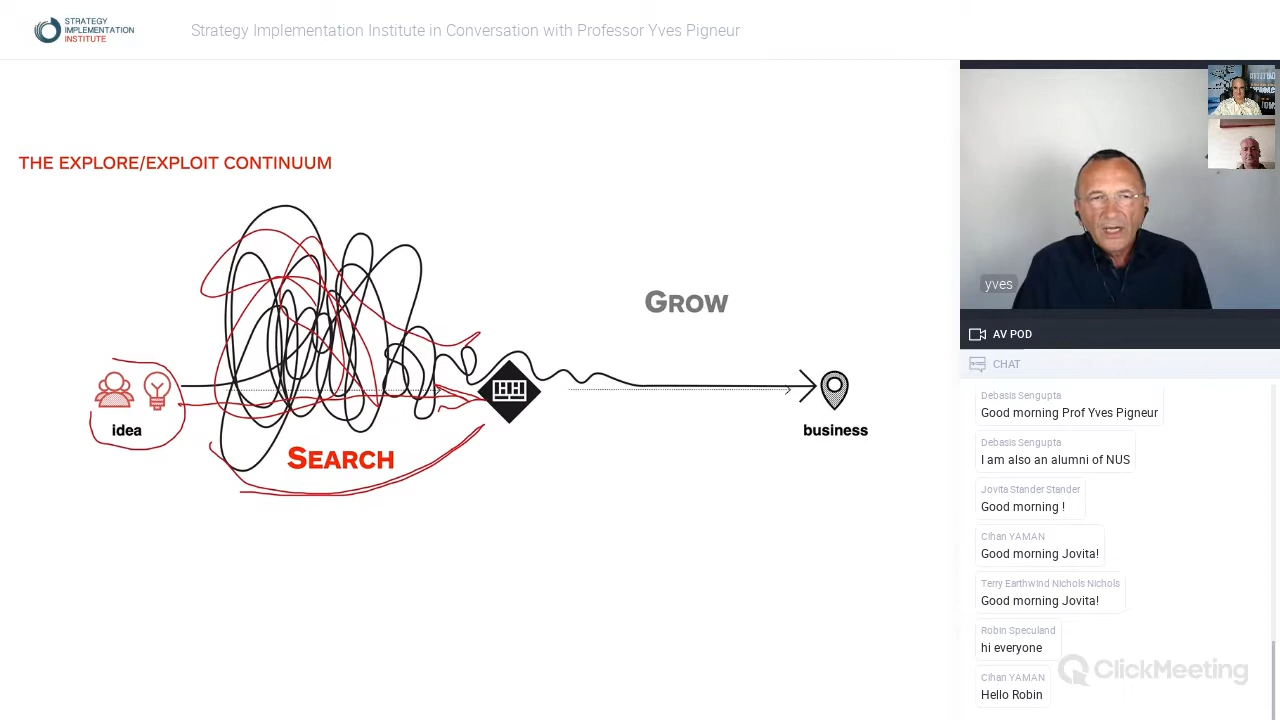 STRATEGY
IMPLEMENTATION
INSTITUTE
Strategy Implementation Institute in Conversation with Professor Yves Pigneur
THE EXPLORE/EXPLOIT CONTINUUM
GROW
idea
SEARCH
business
yves
AV POD
CHAT
Debasis Sengupta
Good morning Prof Yves Pigneur
Debasis Sengupta
I am also an alumni of NUS
Jovita Stander Stander
Good morning !
Cihan YAMAN
Good morning Jovita!
Terry Earthwind Nichols Nichols
Good morning Jovita!
Robin Speculand
hi everyone
Cihan YAMAN
Hello Robin
ClickMeeting